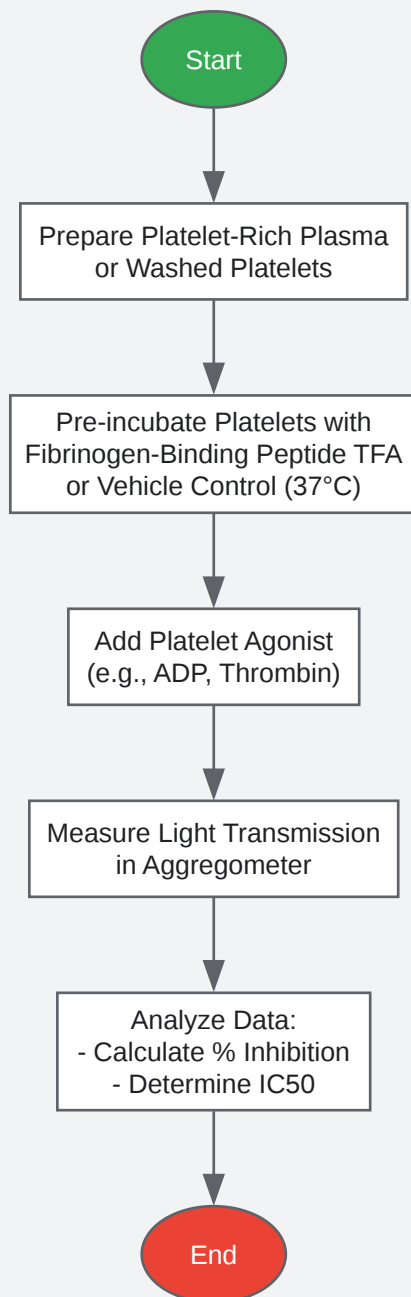 Start
Prepare Platelet-Rich Plasma
or Washed Platelets
Pre-incubate Platelets with
Fibrinogen-Binding Peptide TFA
or Vehicle Control (37°C)
Add Platelet Agonist
(e.g., ADP, Thrombin)
Measure Light Transmission
in Aggregometer
Analyze Data:
- Calculate % Inhibition
- Determine IC50
End